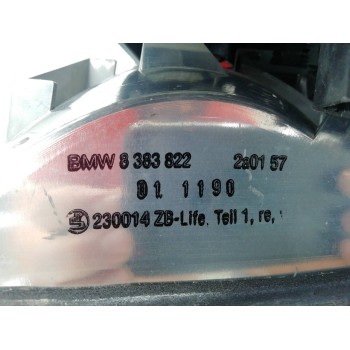 BMW 8 383 822 2a01 57
01 1190
230014 ZB-Life, Teil 1, re,